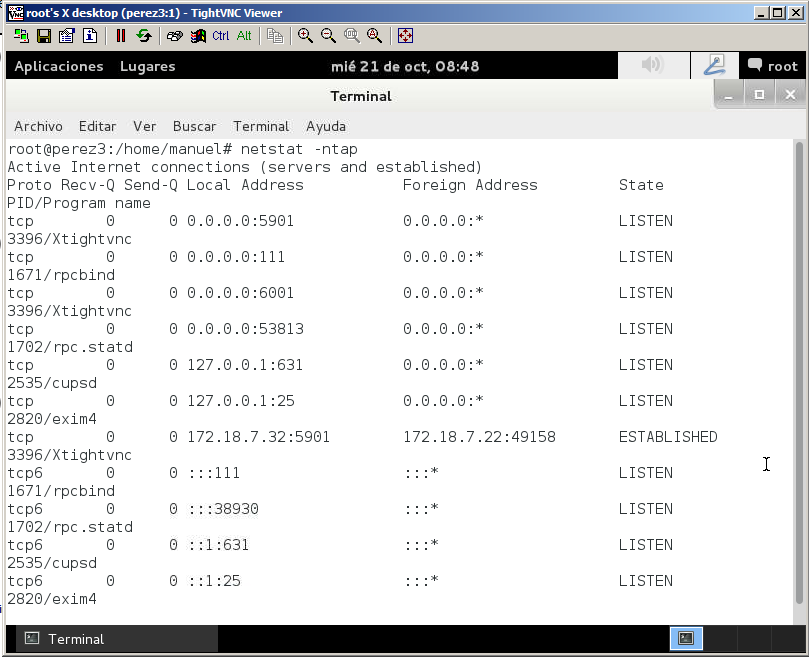 root's X desktop (perez3:1) - TightVNC Viewer
Ctrl Alt
Aplicaciones Lugares mié 21 de oct, 08:48 root
Terminal
Archivo Editar Ver Buscar Terminal Ayuda
root@perez3:/home/manuel# netstat -ntap
Active Internet connections (servers and established)
Proto Recv-Q Send-Q Local Address Foreign Address State
PID/Program name
tcp 0 0 0.0.0.0:5901 0.0.0.0:* LISTEN
3396/Xtightvnc
tcp 0 0 0.0.0.0:111 0.0.0.0:* LISTEN
1671/rpcbind
tcp 0 0 0.0.0.0:6001 0.0.0.0:* LISTEN
3396/Xtightvnc
tcp 0 0 0.0.0.0:53813 0.0.0.0:* LISTEN
1702/rpc.statd
tcp 0 0 127.0.0.1:631 0.0.0.0:* LISTEN
2535/cupsd
tcp 0 0 127.0.0.1:25 0.0.0.0:* LISTEN
2820/exim4
tcp 0 0 172.18.7.32:5901 172.18.7.22:49158 ESTABLISHED
3396/Xtightvnc
tcp6 0 0 :::111 :::* LISTEN
1671/rpcbind
tcp6 0 0 :::38930 :::* LISTEN
1702/rpc.statd
tcp6 0 0 ::1:631 :::* LISTEN
2535/cupsd
tcp6 0 0 ::1:25 :::* LISTEN
2820/exim4
Terminal